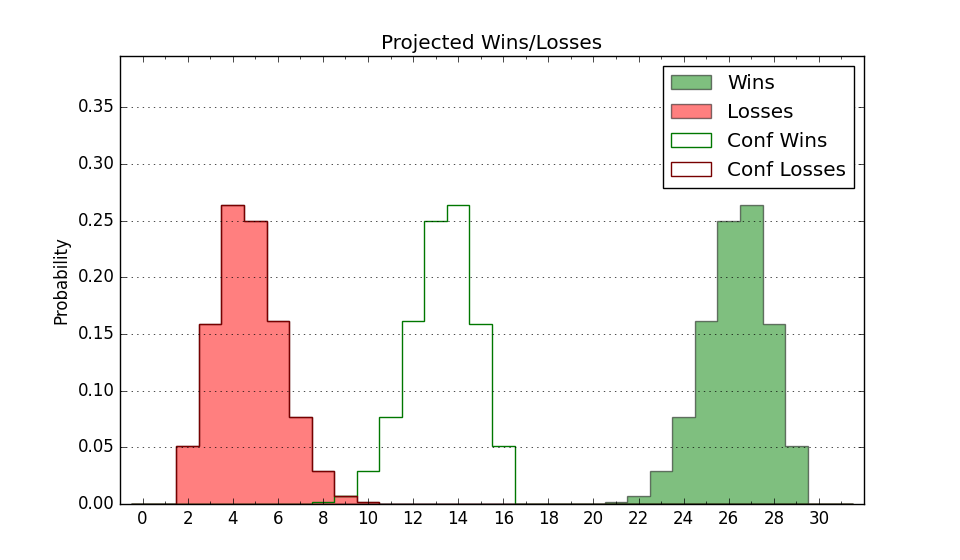 Projected Wins/Losses
Wins
Losses
Conf Wins
Conf Losses
Probability
0.35
0.30
0.25
0.20
0.15
0.10
0.05
0.00
0 2 4 6 8 10 12 14 16 18 20 22 24 26 28 30